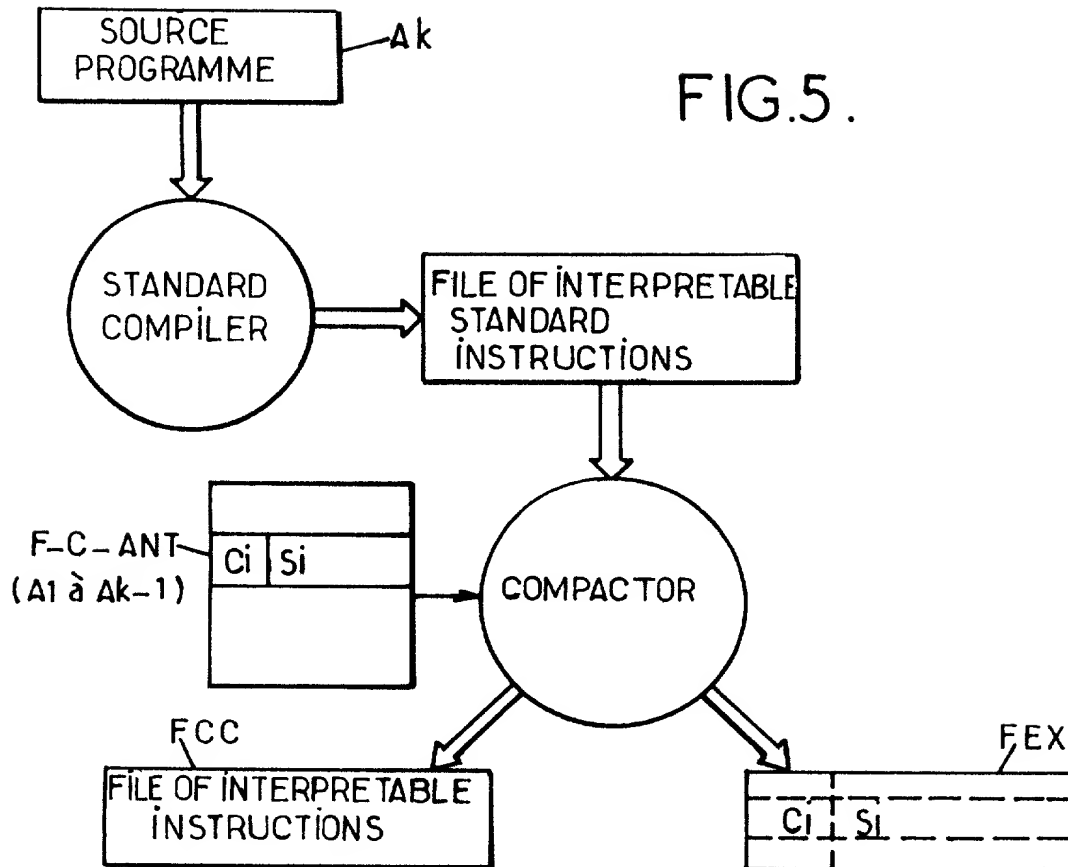 SOURCE
PROGRAMME
Ak
FIG.5.
STANDARD
COMPiLER
FILE OF iNTERPRETABLE
STANDARD
iNSTRUCTiONS
F-C-ANT
(A1 à Ak-1)
Ci Si
COMPACTOR
FCC
FEX
FiLE OF iNTERPRETABLE
iNSTRUCTiONS
Ci Si